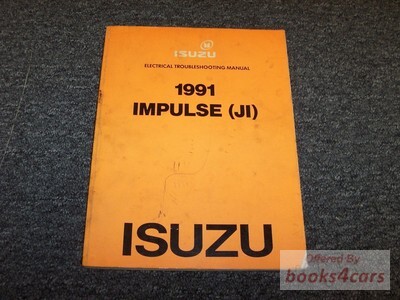 ISUZU
ELECTRICAL TROUBLESHOOTING MANUAL
1991
IMPULSE (JI)
ISUZU
Offered By
books4cars